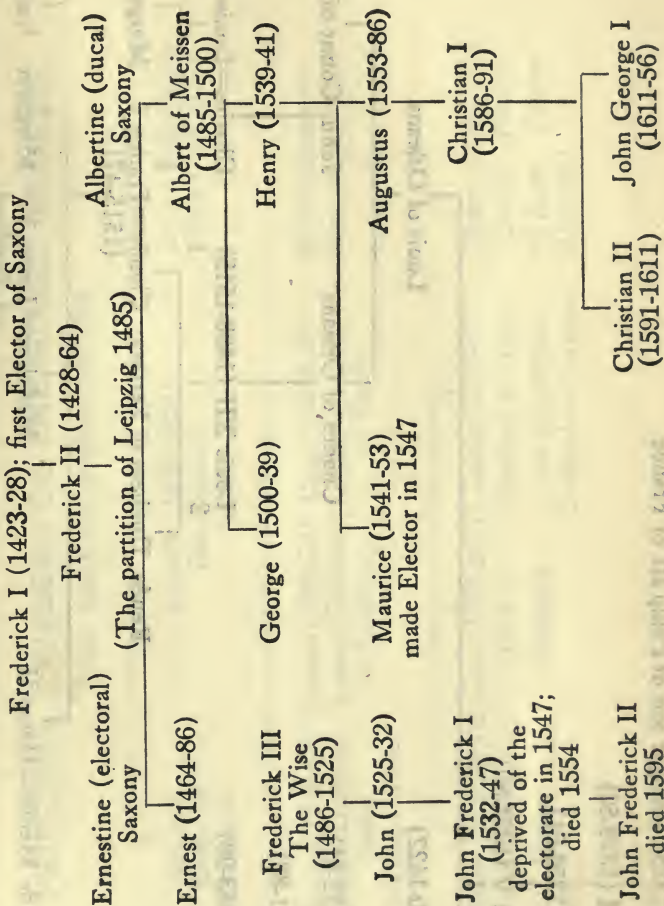 Frederick I (1423-28); first Elector of Saxony
Frederick II (1428-64)
Ernestine (electoral)
Saxony
(The partition of Leipzig 1485)
Albertine (ducal)
Saxony
Ernest (1464-86)
Albert of Meissen
(1485-1500)
Frederick III
The Wise
(1486-1525)
George (1500-39)
Henry (1539-41)
John (1525-32)
Maurice (1541-53)
made Elector in 1547
Augustus (1553-86)
John Frederick I
(1532-47)
deprived of the
electorate in 1547;
died 1554
Christian I
(1586-91)
John Frederick II
died 1595
Christian II
(1591-1611)
John George I
(1611-56)